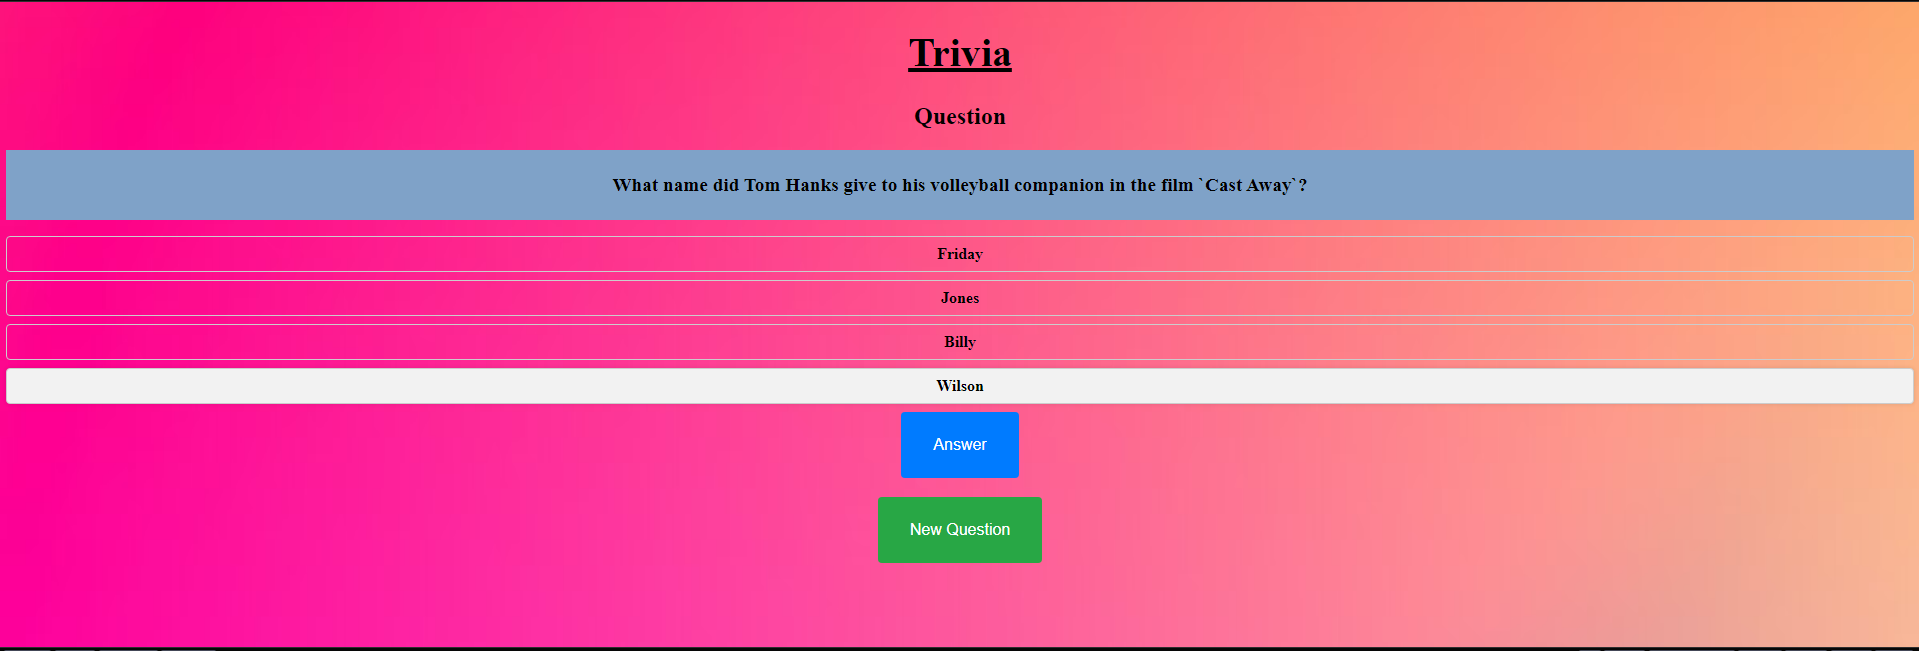 Trivia
Question
What name did Tom Hanks give to his volleyball companion in the film `Cast Away`?
Friday
Jones
Billy
Wilson
Answer
New Question